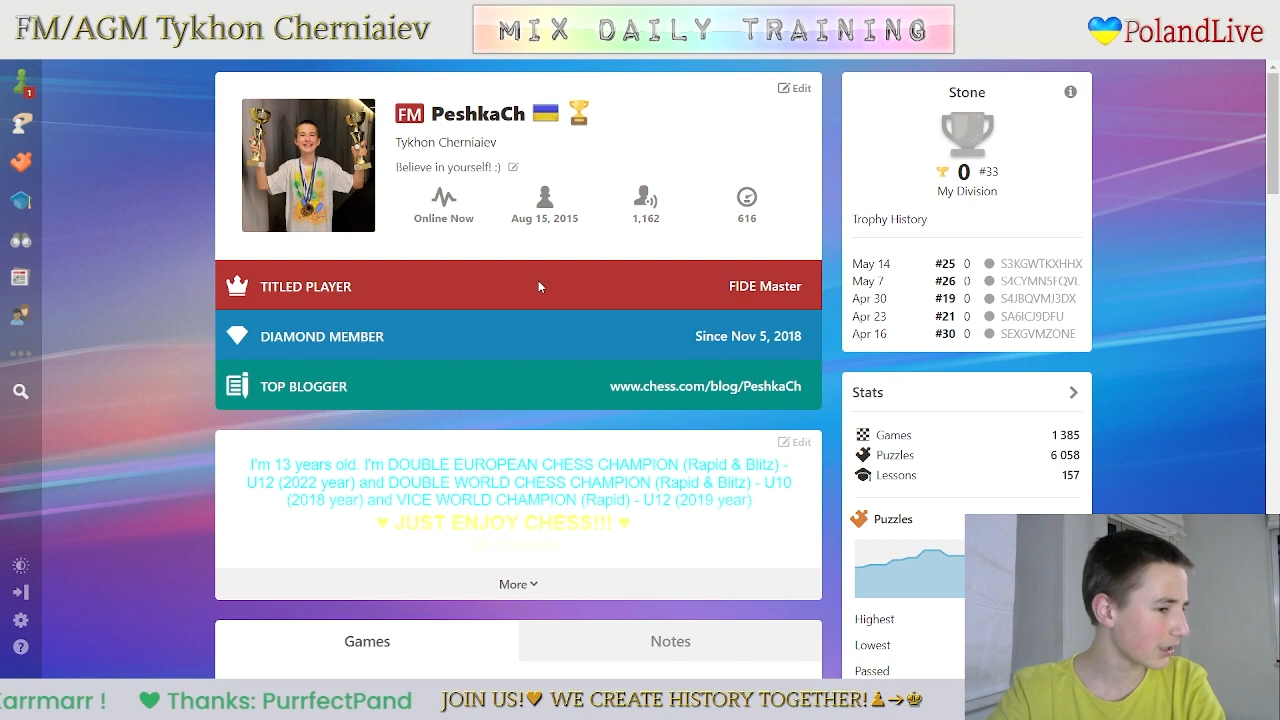 FM/AGM Tykhon Cherniaiev
MIX DAILY TRAINING
PolandLive
1
Edit
FM PeshkaCh
Tykhon Cherniaiev
Believe in yourself! :)
Online Now
Aug 15, 2015
1,162
616
TITLED PLAYER
FIDE Master
DIAMOND MEMBER
Since Nov 5, 2018
TOP BLOGGER
www.chess.com/blog/PeshkaCh
Edit
I'm 13 years old. I'm DOUBLE EUROPEAN CHESS CHAMPION (Rapid & Blitz) -
U12 (2022 year) and DOUBLE WORLD CHESS CHAMPION (Rapid & Blitz) - U10
(2018 year) and VICE WORLD CHAMPION (Rapid) - U12 (2019 year)
♥ JUST ENJOY CHESS!!! ♥
More
Games
Notes
Stone
0 #33
My Division
Trophy History
May 14 #25 0 S3KGWTKXHHX
May 7 #26 0 S4CYMN5FQVL
Apr 30 #19 0 S4JBQVMJ3DX
Apr 23 #21 0 SA6ICJ9DFU
Apr 16 #30 0 SEXGVMZONE
Stats
Games 1 385
Puzzles 6 058
Lessons 157
Puzzles
Highest
Lowest
Passed
Karrmarr !
Thanks: PurrfectPand
JOIN US!🧡 WE CREATE HISTORY TOGETHER!♟→♚